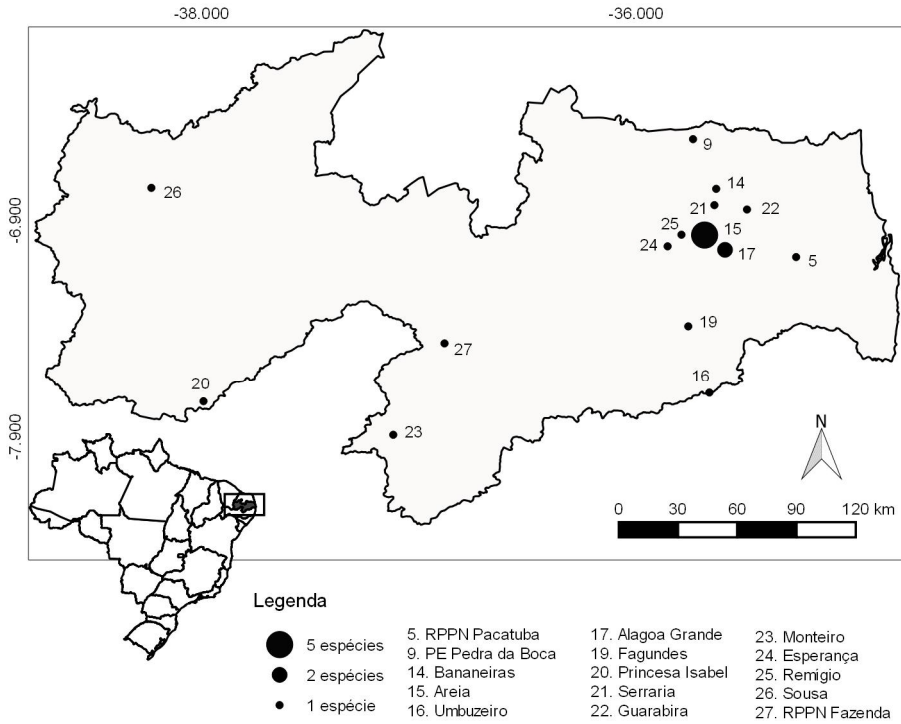 -38.000
-36.000
-6.900
-7.900
9
14
26
21
22
25
15
24
17
5
19
27
20
16
23
N
0 30 60 90 120 km
Legenda
5 espécies
2 espécies
1 espécie
5. RPPN Pacatuba
9. PE Pedra da Boca
14. Bananeiras
15. Areia
16. Umbuzeiro
17. Alagoa Grande
19. Fagundes
20. Princesa Isabel
21. Serraria
22. Guarabira
23. Monteiro
24. Esperança
25. Remigio
26. Sousa
27. RPPN Fazenda